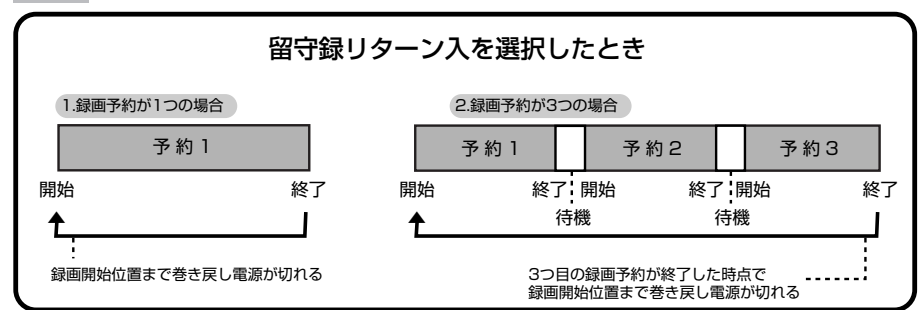 留守録リターン入を選択したとき
1.録画予約が1つの場合
予約1
開始
終了
録画開始位置まで巻き戻し電源が切れる
2.録画予約が3つの場合
予約1
予約2
予約3
開始
終了
開始
終了
開始
終了
待機
待機
3つ目の録画予約が終了した時点で
録画開始位置まで巻き戻し電源が切れる